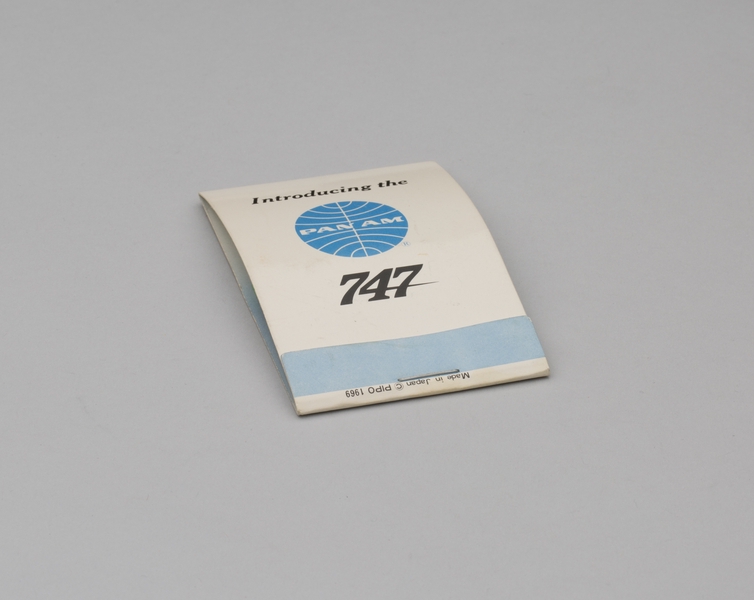 Introducing the
PAN AM
747
Made in Japan © PIPO 1969